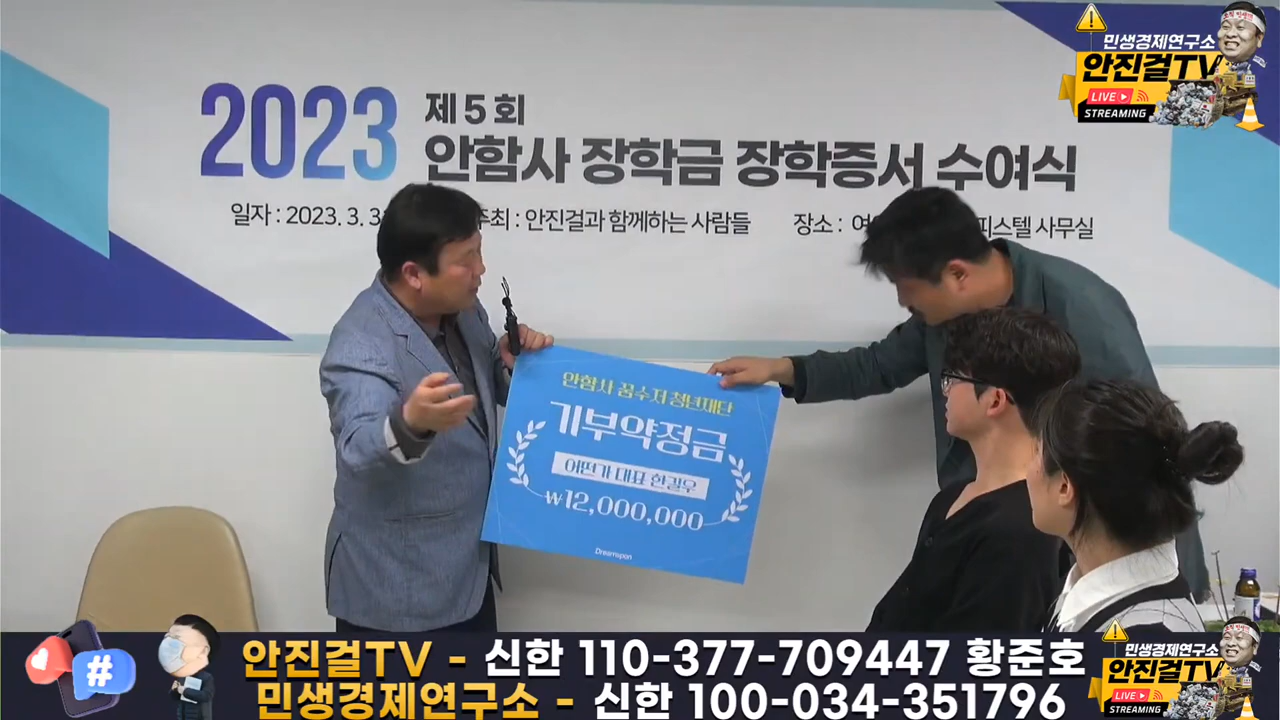 2023
제5회
안함사 장학금 장학증서 수여식
일자 : 2023. 3. 주최 : 안진걸과 함께하는 사람들 장소 : 피스텔 사무실
민생경제연구소
안진걸TV
LIVE
STREAMING
안함사 꿈수저 청년재단
기부약정금
어떤가 대표 한길우
₩12,000,000
Dreamspon
#
안진걸TV - 신한 110-377-709447 황준호
민생경제연구소 - 신한 100-034-351796
민생경제연구소
안진걸TV
LIVE
STREAMING